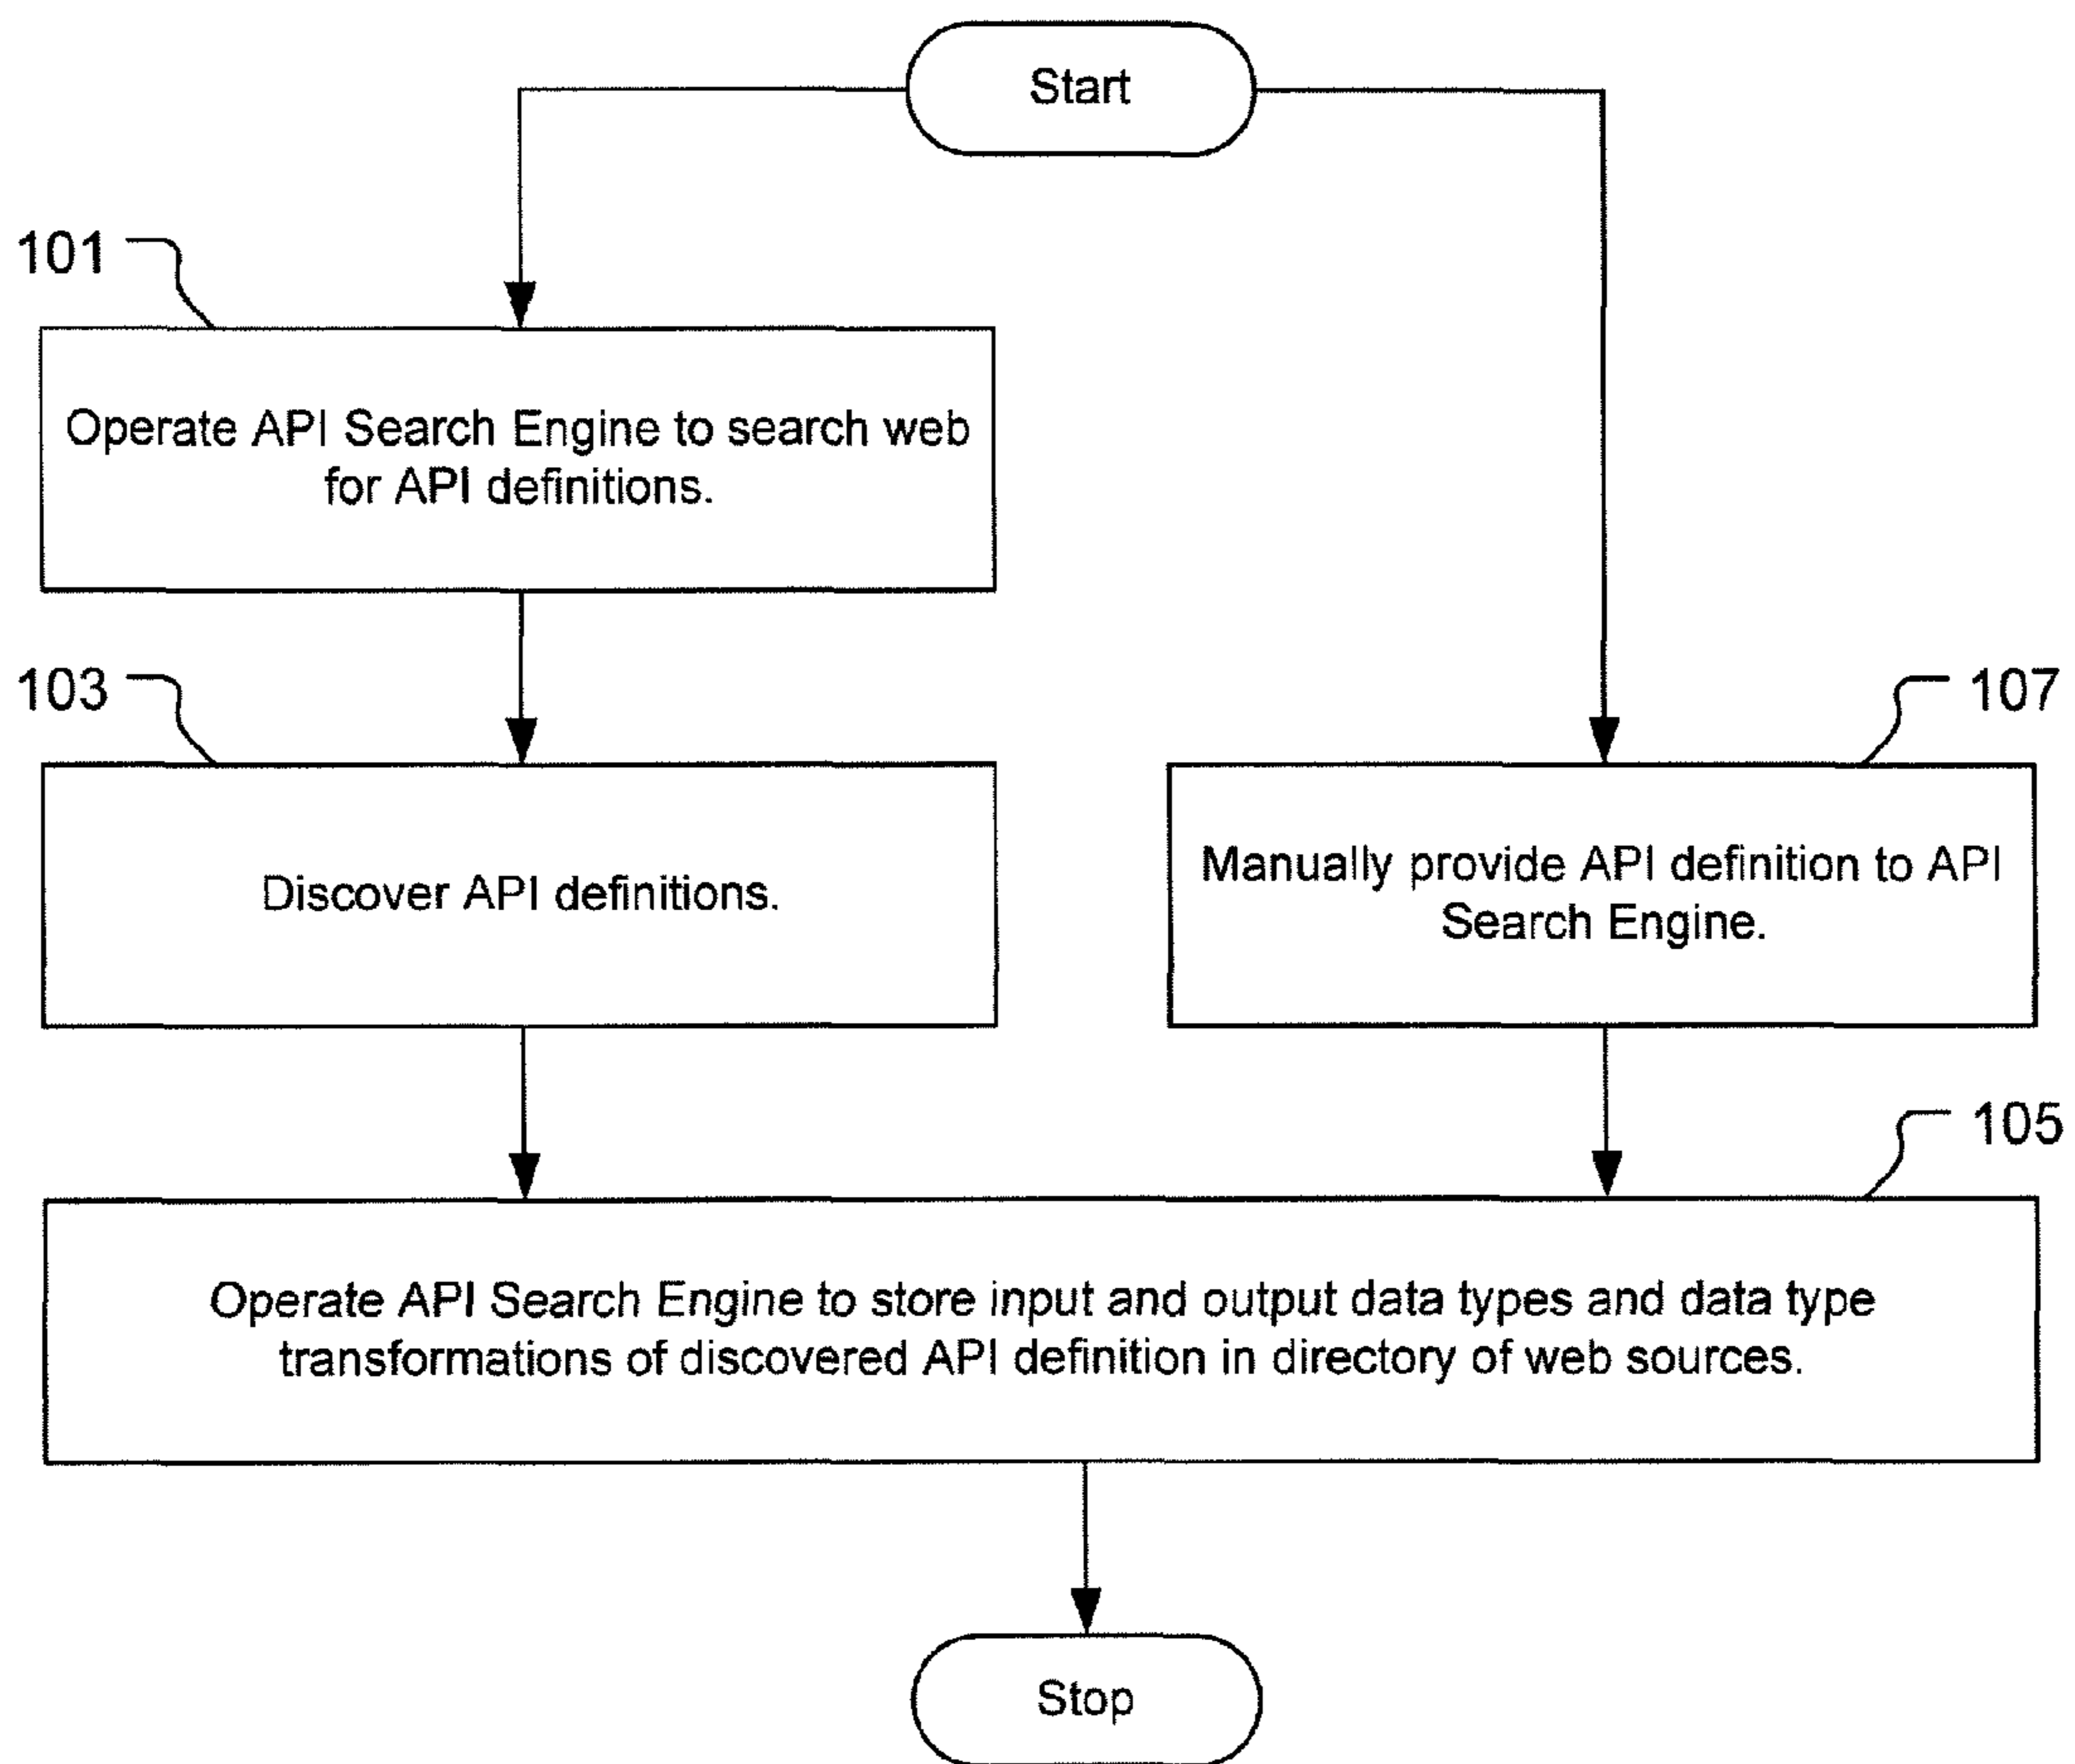 Start
101
Operate API Search Engine to search web
for API definitions.
103
Discover API definitions.
107
Manually provide API definition to API
Search Engine.
105
Operate API Search Engine to store input and output data types and data type
transformations of discovered API definition in directory of web sources.
Stop